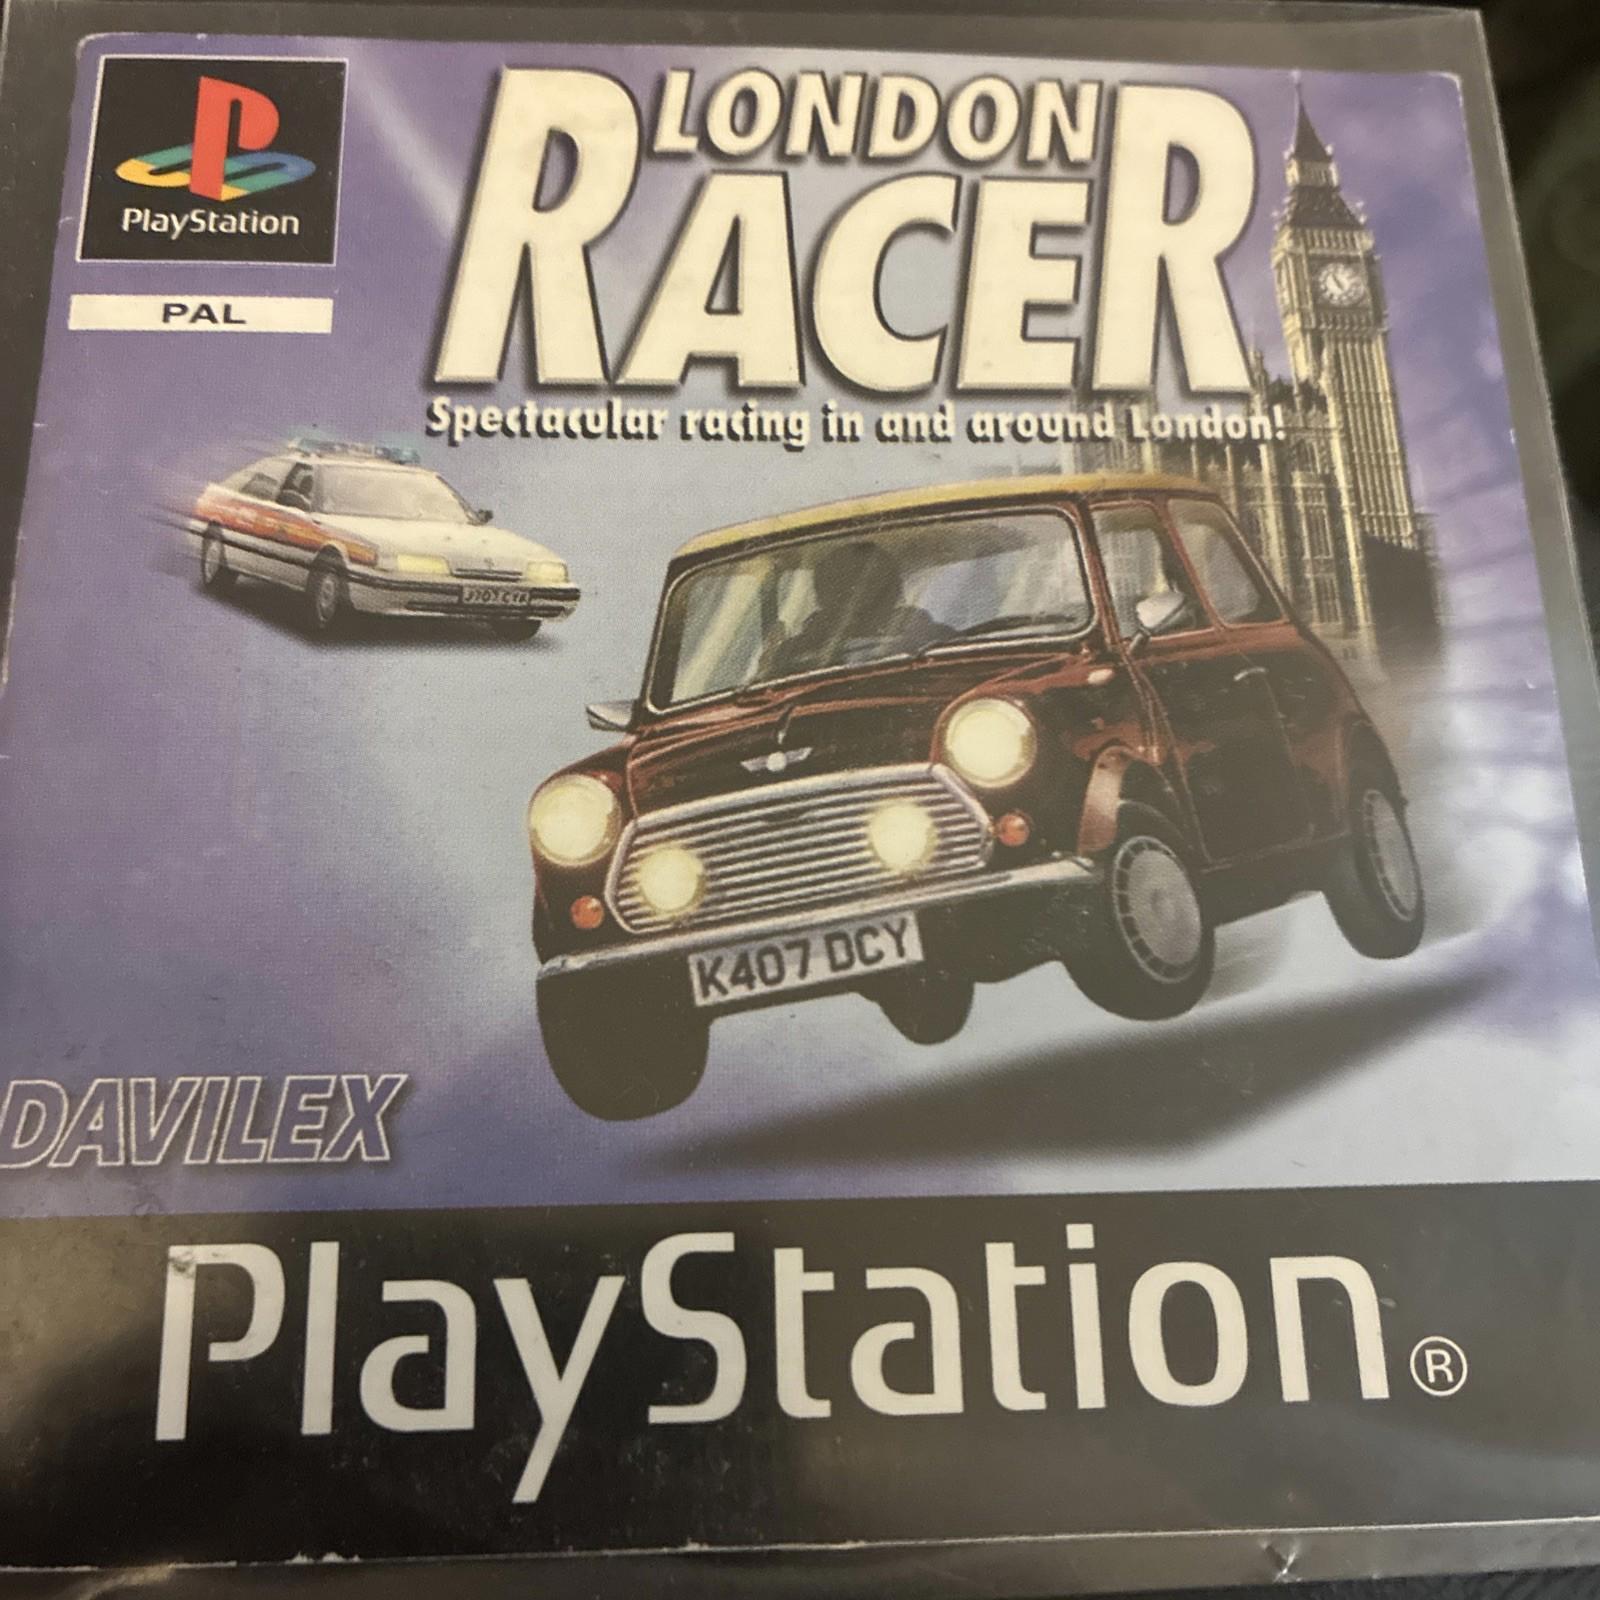 PlayStation
PAL
LONDON
RACER
Spectacular racing in and around London!
K407 DCY
DAVILEX
PlayStation®